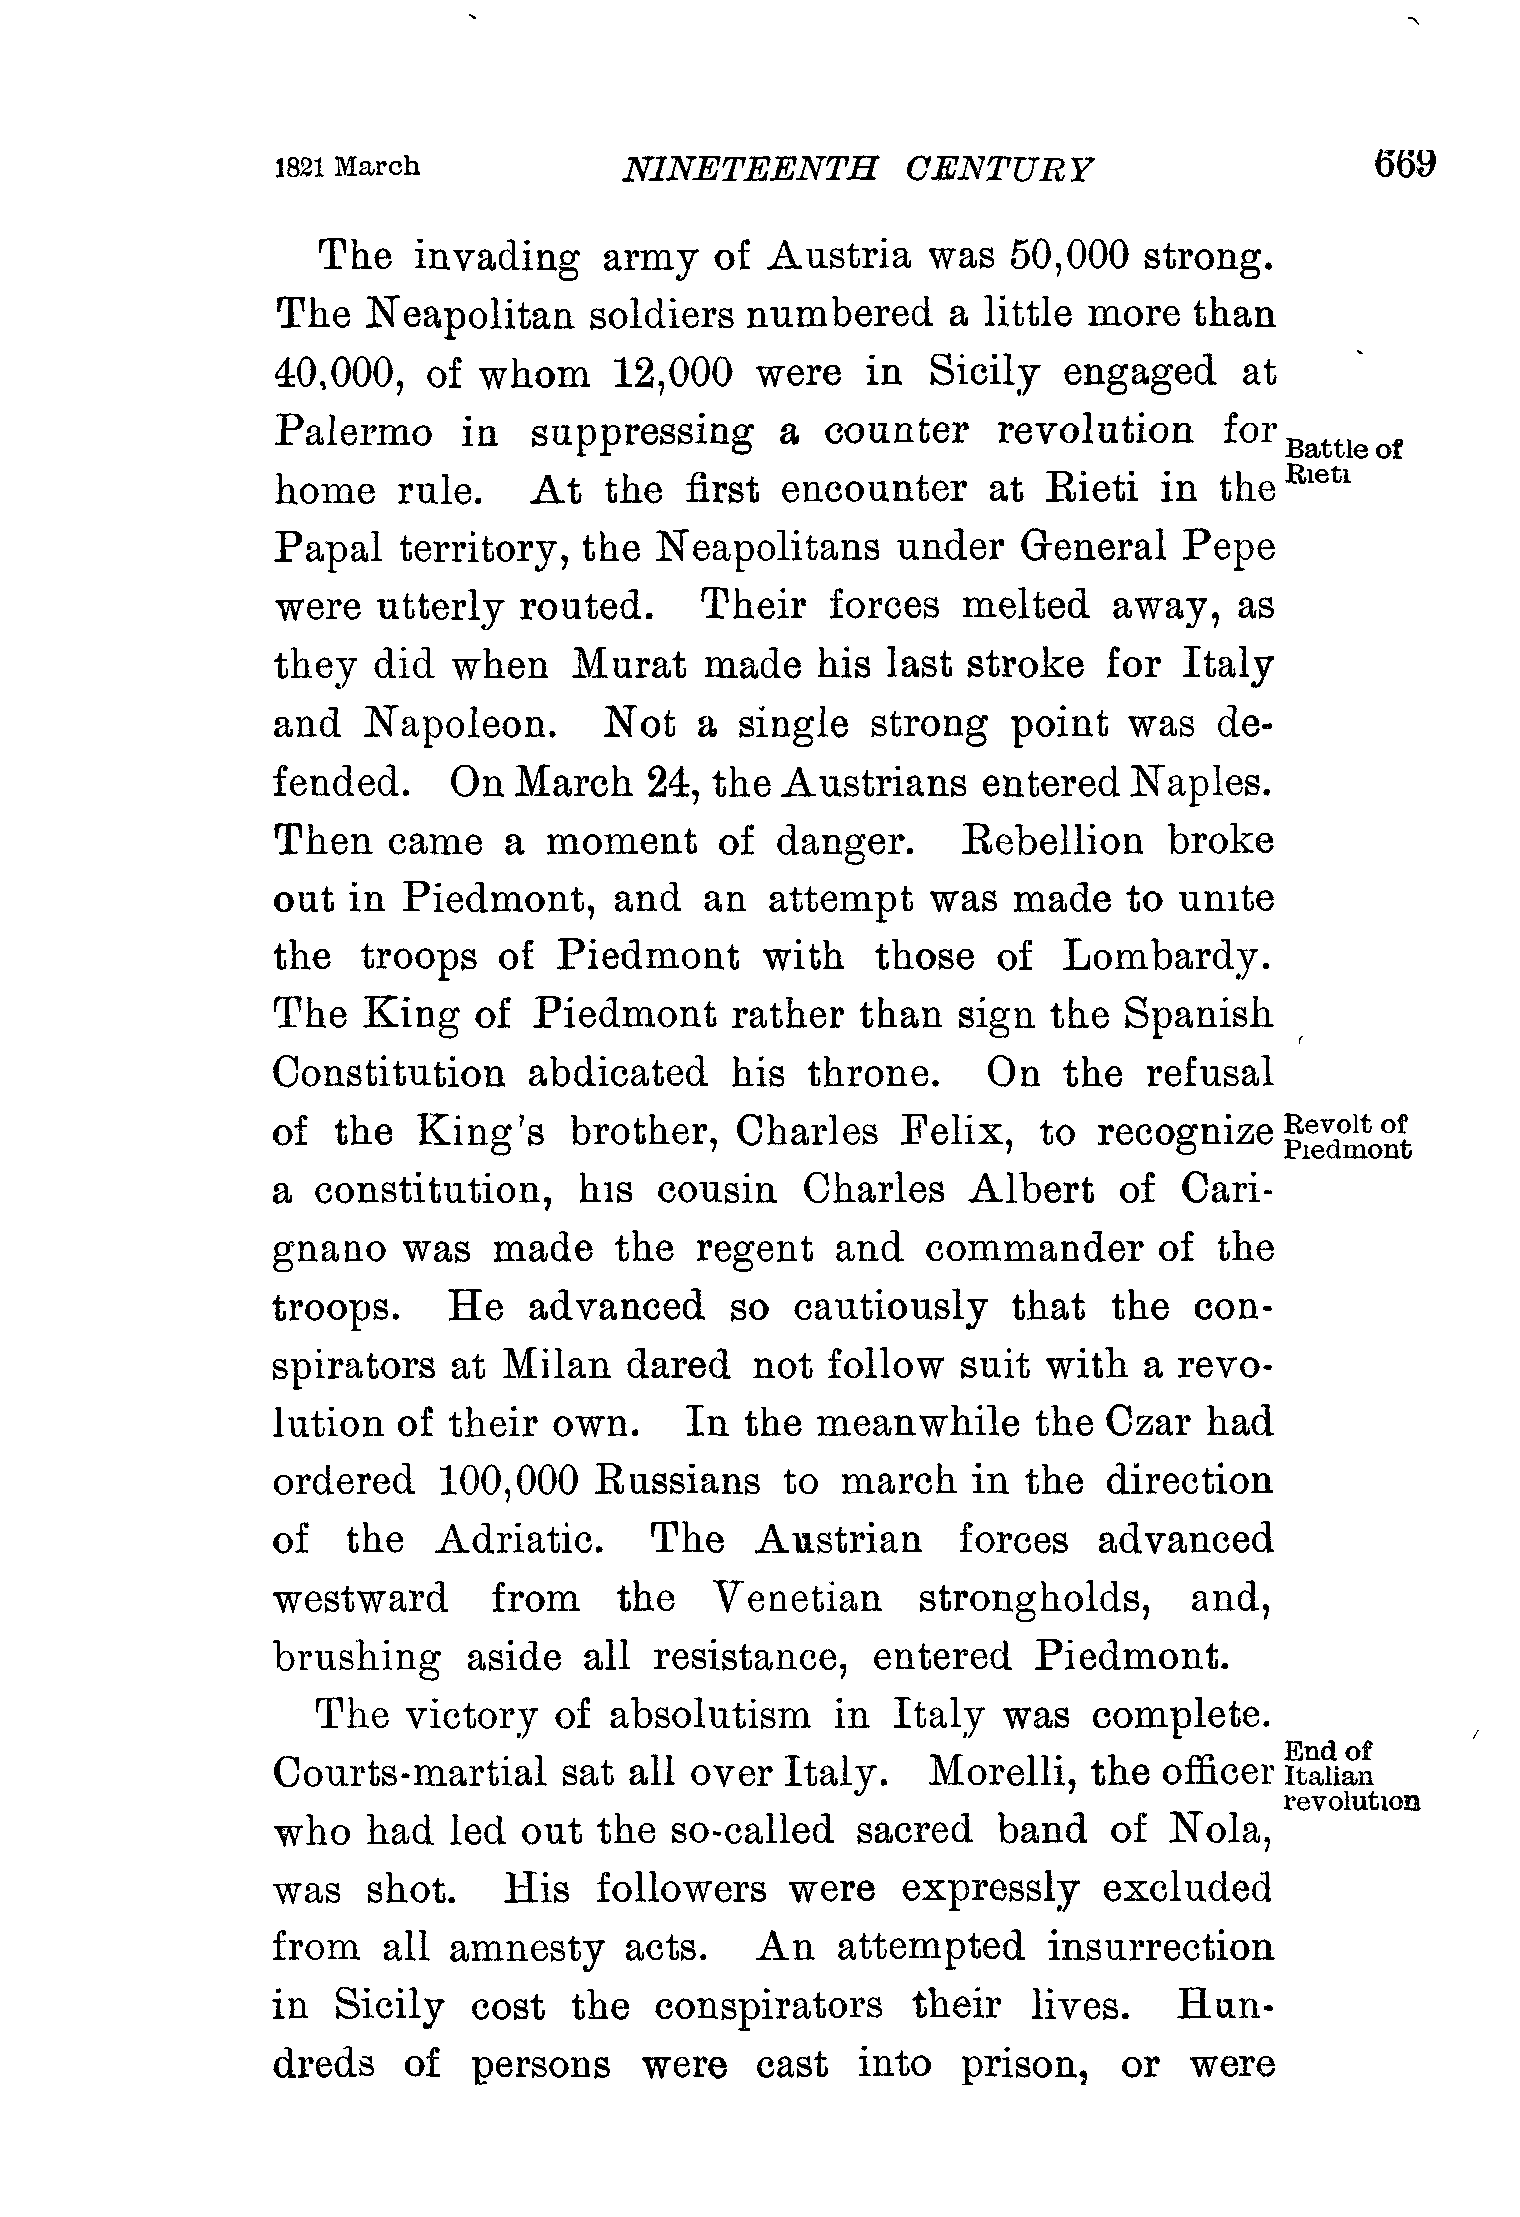 1821 March NINETEENTH CENTURY 669
The invading army of Austria was 50,000 strong.
The Neapolitan soldiers numbered a little more than
40,000, of whom 12,000 were in Sicily engaged at
Palermo in suppressing a counter revolution for
home rule. At the first encounter at Rieti in the
Battle of
Rieti
Papal territory, the Neapolitans under General Pepe
were utterly routed. Their forces melted away, as
they did when Murat made his last stroke for Italy
and Napoleon. Not a single strong point was de-
fended. On March 24, the Austrians entered Naples.
Then came a moment of danger. Rebellion broke
out in Piedmont, and an attempt was made to unite
the troops of Piedmont with those of Lombardy.
The King of Piedmont rather than sign the Spanish
Constitution abdicated his throne. On the refusal
of the King's brother, Charles Felix, to recognize
Revolt of
Piedmont
a constitution, his cousin Charles Albert of Cari-
gnano was made the regent and commander of the
troops. He advanced so cautiously that the con-
spirators at Milan dared not follow suit with a revo-
lution of their own. In the meanwhile the Czar had
ordered 100,000 Russians to march in the direction
of the Adriatic. The Austrian forces advanced
westward from the Venetian strongholds, and,
brushing aside all resistance, entered Piedmont.
The victory of absolutism in Italy was complete.
Courts-martial sat all over Italy. Morelli, the officer
End of
Italian
revolution
who had led out the so-called sacred band of Nola,
was shot. His followers were expressly excluded
from all amnesty acts. An attempted insurrection
in Sicily cost the conspirators their lives. Hun-
dreds of persons were cast into prison, or were